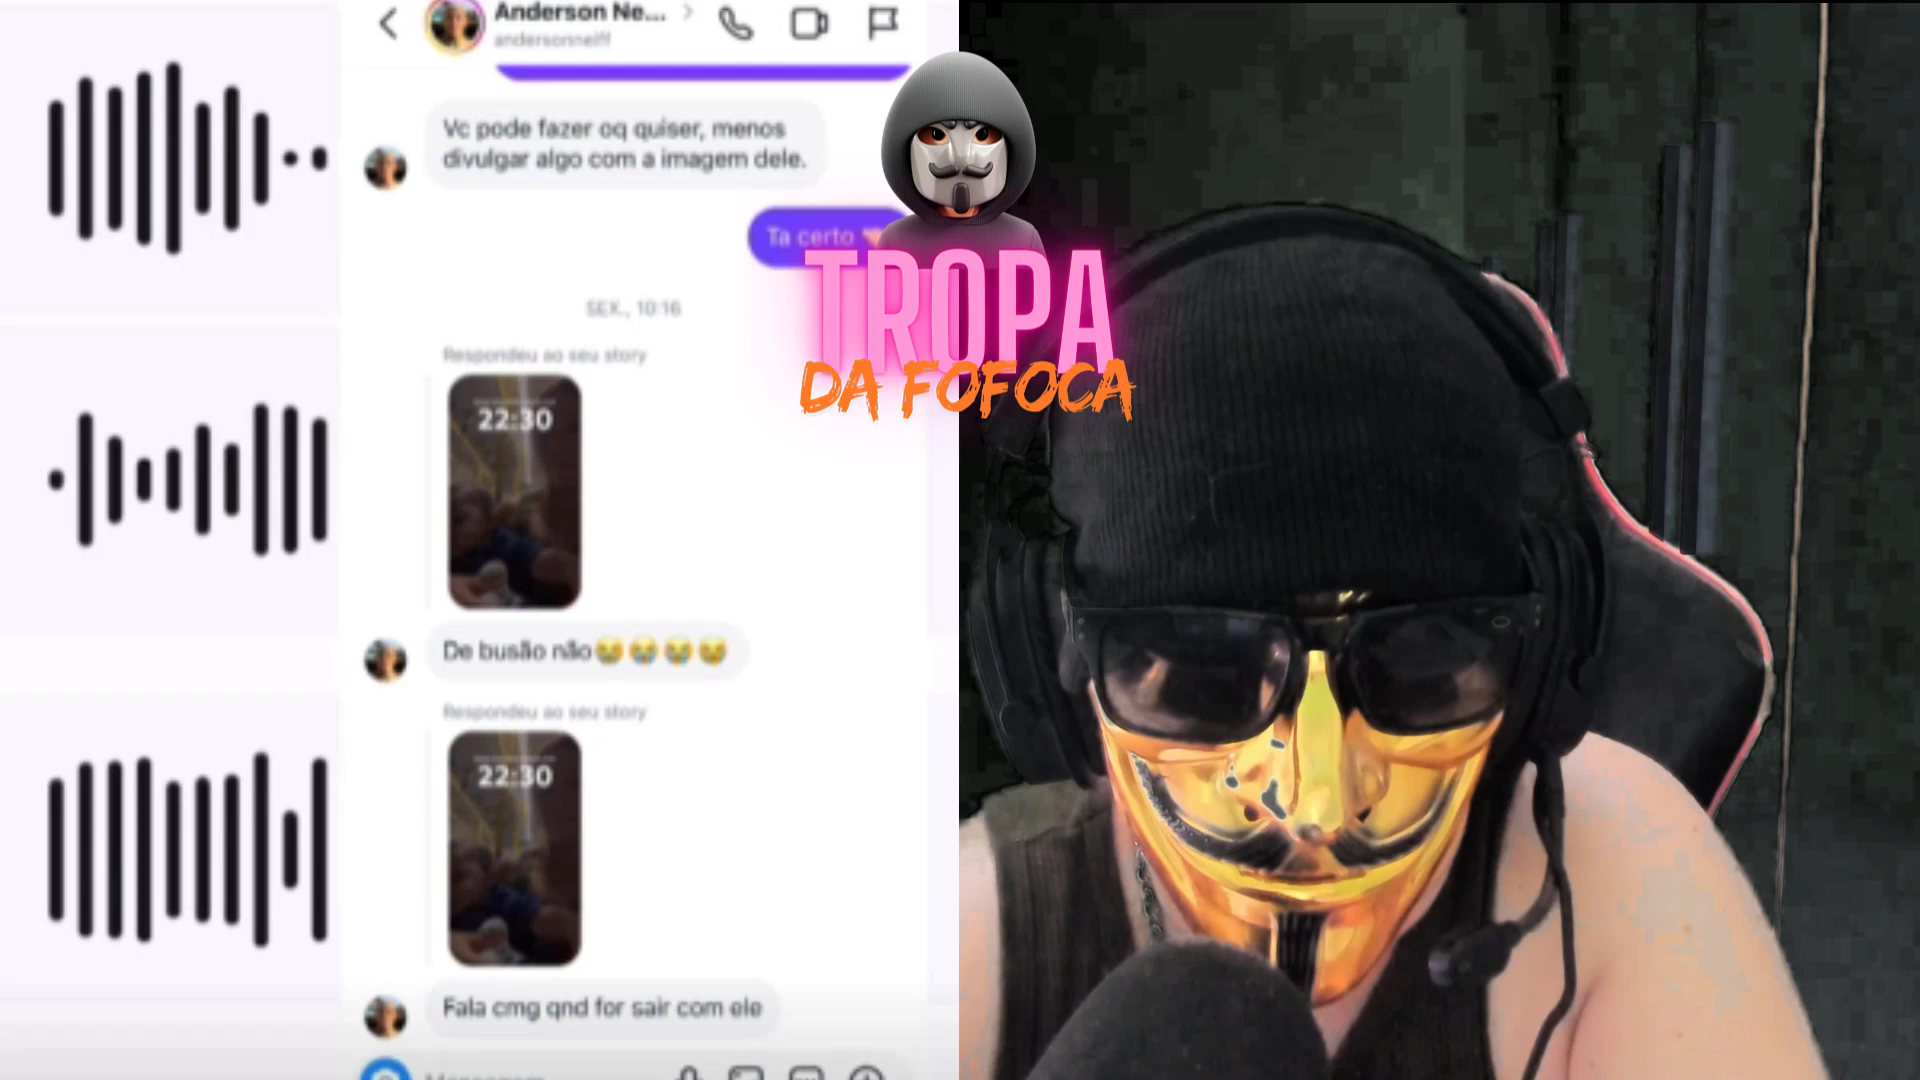 Anderson Ne...
andersonnelff
Vc pode fazer oq quiser, menos
divulgar algo com a imagem dele.
Ta certo
TROPA
DA FOFOCA
SEX., 10:16
Respondeu ao seu story
22:30
De busão não😭😭😭😭
Respondeu ao seu story
22:30
Fala cmg qnd for sair com ele